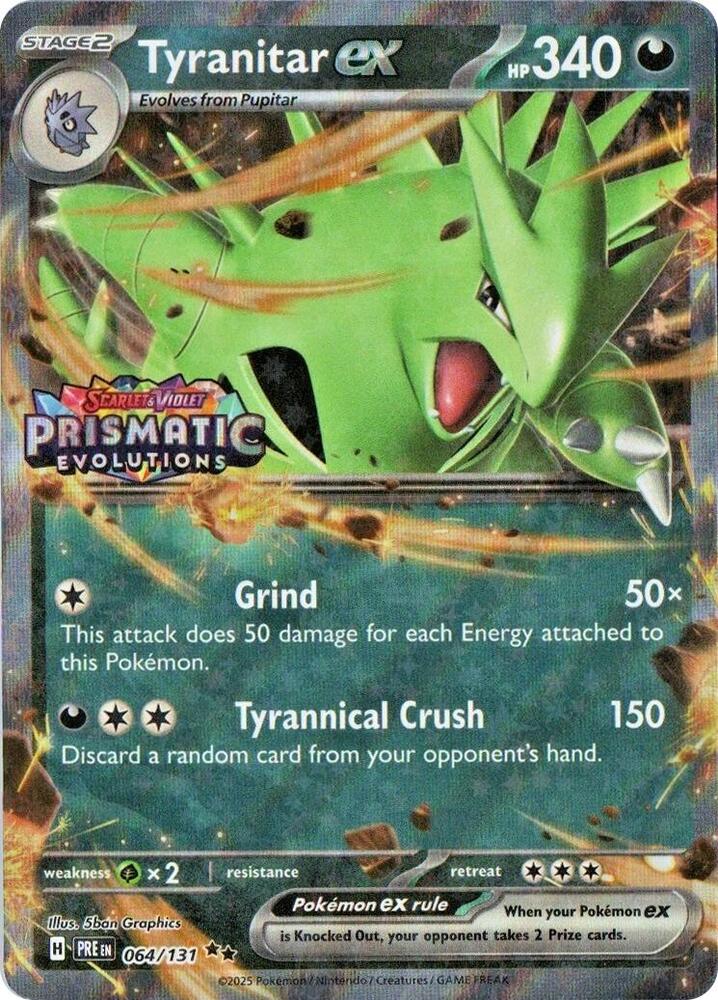 STAGE2
Tyranitar ex
HP 340
Evolves from Pupitar
SCARLET & VIOLET
PRISMATIC
EVOLUTIONS
Grind 50×
This attack does 50 damage for each Energy attached to
this Pokémon.
Tyrannical Crush 150
Discard a random card from your opponent's hand.
weakness ×2 resistance retreat
Pokémon ex rule When your Pokémon ex
is Knocked Out, your opponent takes 2 Prize cards.
Illus. 5ban Graphics
H PRE EN 064/131 ★★
©2025 Pokémon / Nintendo / Creatures / GAME FREAK